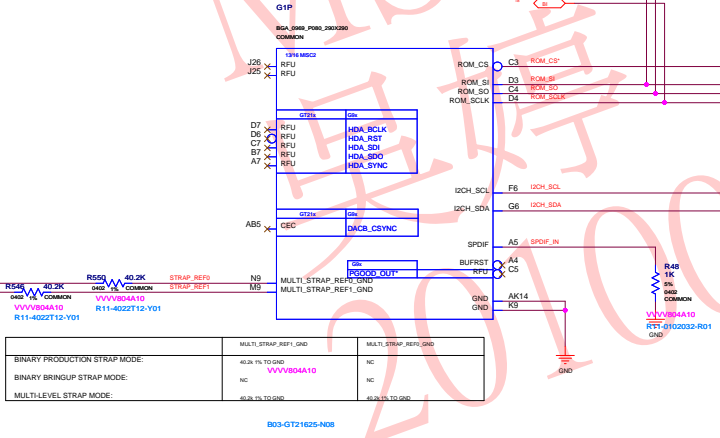 G1P
BGA_0969_P080_290X290
COMMON
13/16 MISC2
J26 RFU
J25 RFU
ROM_CS C3 ROM_CS*
ROM_SI D3 ROM_SI
ROM_SO C4 ROM_SO
ROM_SCLK D4 ROM_SCLK
GT21x G9x
D7 RFU HDA_BCLK
D6 RFU HDA_RST
C7 RFU HDA_SDI
B7 RFU HDA_SDO
A7 RFU HDA_SYNC
I2CH_SCL F6 I2CH_SCL
I2CH_SDA G6 I2CH_SDA
GT21x G9x
AB5 CEC DACB_CSYNC
SPDIF A5 SPDIF_IN
G9x
BUFRST A4
PGOOD_OUT* RFU C5
R550 40.2K STRAP_REF0 N9 MULTI_STRAP_REF0_GND
R546 40.2K STRAP_REF1 M9 MULTI_STRAP_REF1_GND
0402 1% COMMON
0402 1% COMMON
VVVV804A10
VVVV804A10
R11-4022T12-Y01
R11-4022T12-Y01
GND AK14
GND K9
R48
1K
5%
0402
COMMON
VVVV804A10
R11-0102032-R01
GND
GND
MULTI_STRAP_REF1_GND MULTI_STRAP_REF0_GND
BINARY PRODUCTION STRAP MODE: 40.2k 1% TO GND NC
VVVV804A10
BINARY BRINGUP STRAP MODE: NC NC
MULTI-LEVEL STRAP MODE: 40.2k 1% TO GND 40.2k 1% TO GND
B03-GT21625-N08